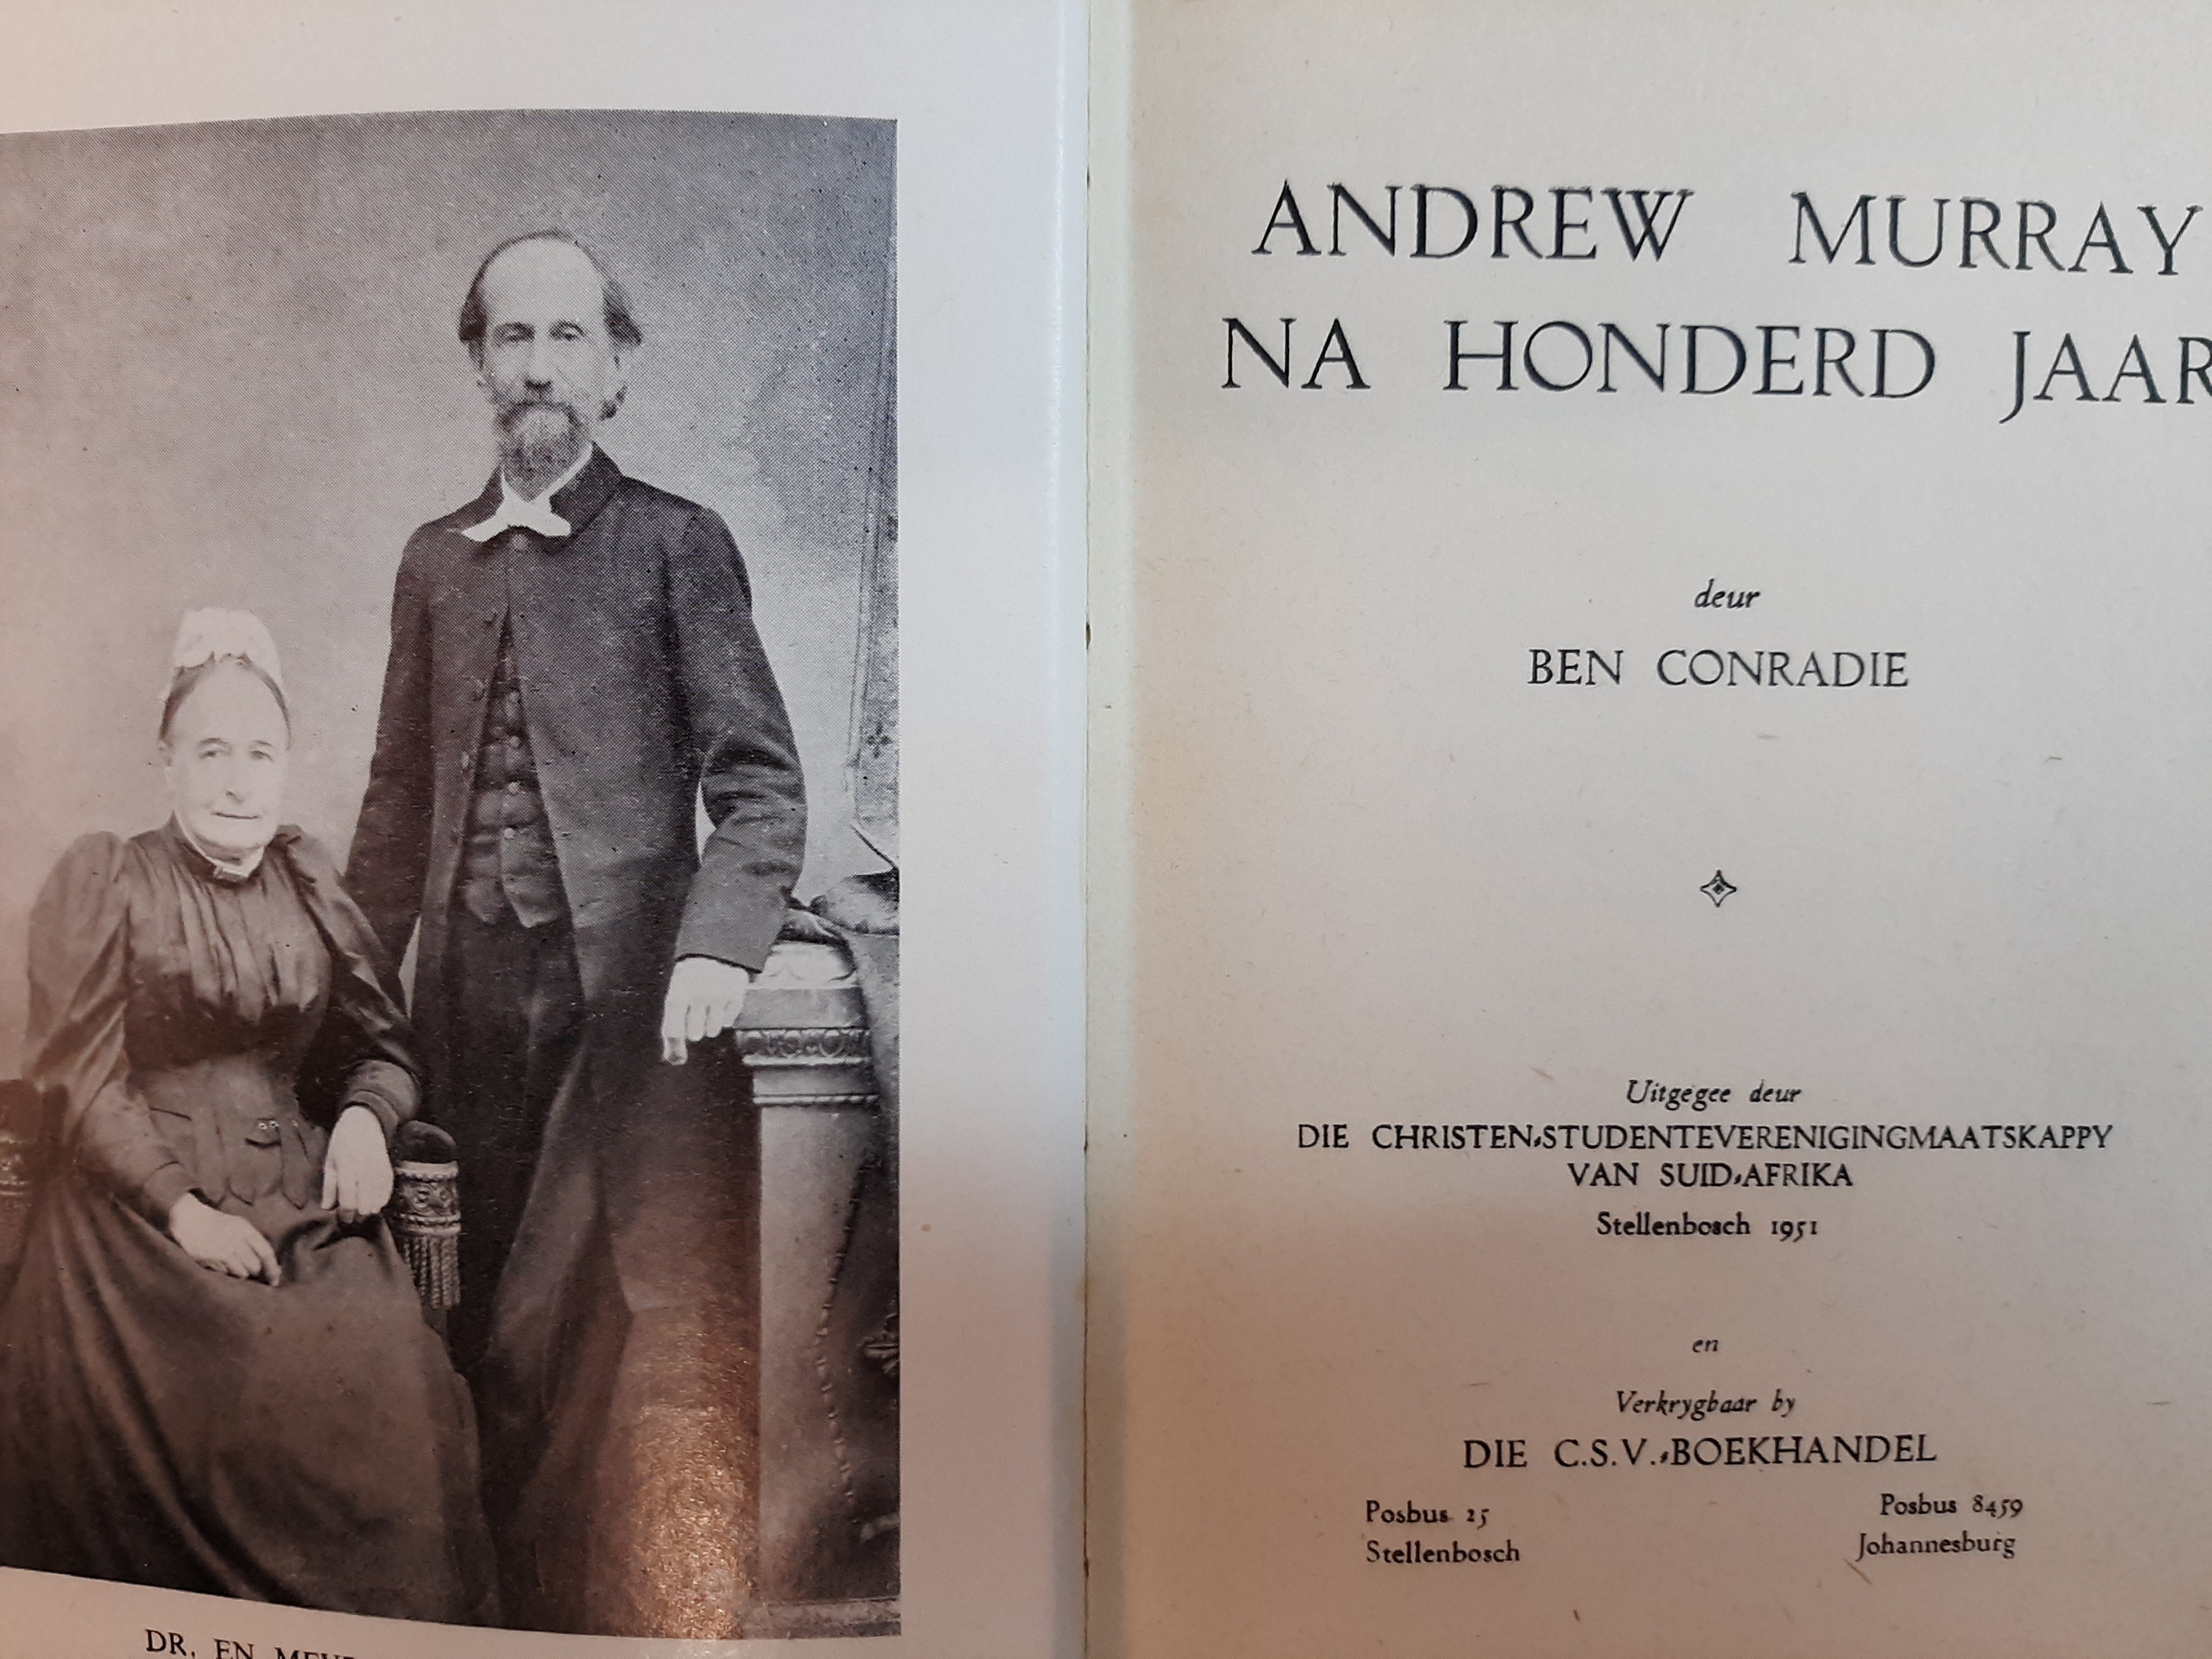 DR. EN
ANDREW MURRAY
NA HONDERD JAAR
deur
BEN CONRADIE
Uitgegee deur
DIE CHRISTEN-STUDENTEVERENIGINGMAATSKAPPY
VAN SUID-AFRIKA
Stellenbosch 1951
en
Verkrygbaar by
DIE C.S.V.-BOEKHANDEL
Posbus 25 Posbus 8459
Stellenbosch Johannesburg